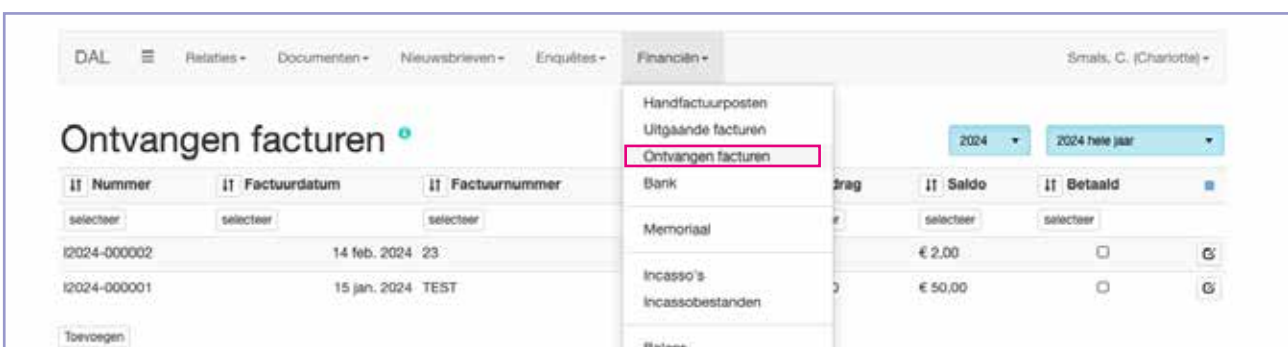 DAL Relaties Documenten Nieuwsbrieven Enquêtes Financiën Smals, C. (Charlotte)
Handfactuurposten
Uitgaande facturen
Ontvangen facturen 2024 2024 hele jaar
Ontvangen facturen
Nummer Factuurdatum Factuurnummer Bank drag Saldo Betaald
selecteer selecteer selecteer selecteer selecteer
Memoriaal
I2024-000002 14 feb. 2024 23 € 2,00
Incasso's
I2024-000001 15 jan. 2024 TEST € 50,00
Incassobestanden
Toevoegen